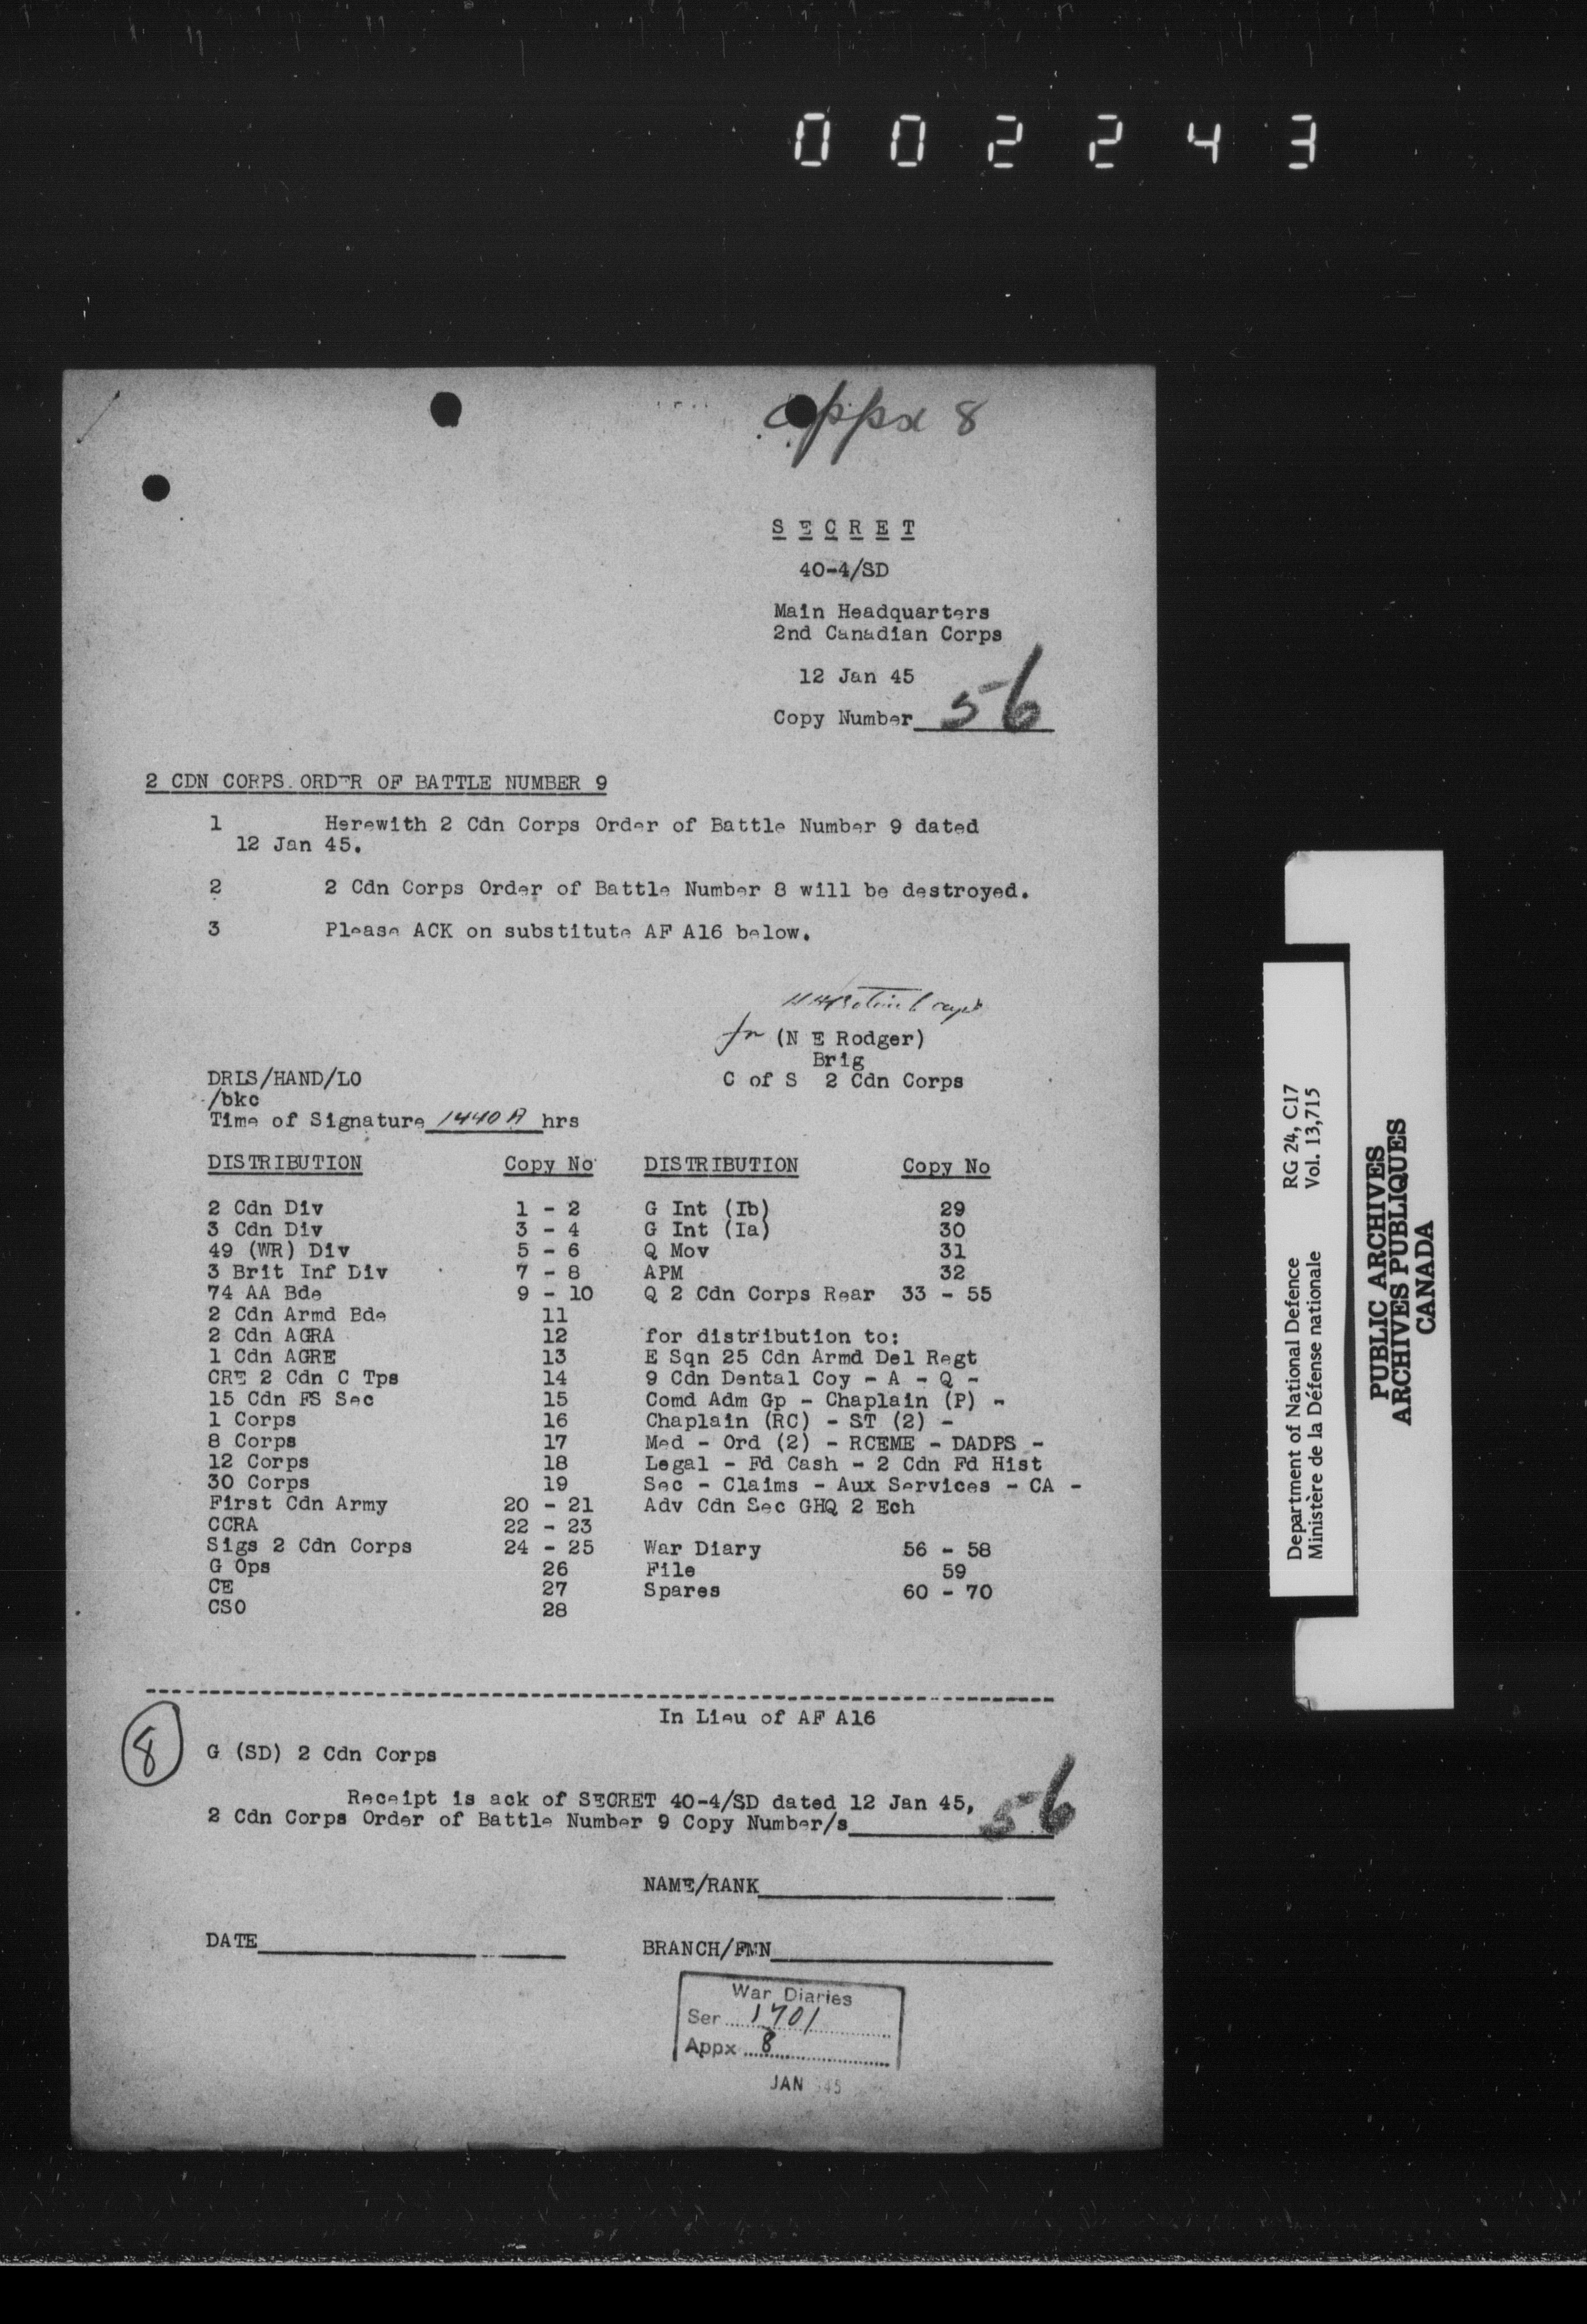 002243
Appx 8
SECRET
40-4/SD
Main Headquarters
2nd Canadian Corps
12 Jan 45
Copy Number 56
2 CDN CORPS ORDER OF BATTLE NUMBER 9
1 Herewith 2 Cdn Corps Order of Battle Number 9 dated
12 Jan 45.
2 2 Cdn Corps Order of Battle Number 8 will be destroyed.
3 Please ACK on substitute AF A16 below.
for (N E Rodger)
Brig
C of S 2 Cdn Corps
DRLS/HAND/LO
/bkc
Time of Signature 1440 A hrs
DISTRIBUTION Copy No DISTRIBUTION Copy No
2 Cdn Div 1 - 2 G Int (Ib) 29
3 Cdn Div 3 - 4 G Int (Ia) 30
49 (WR) Div 5 - 6 Q Mov 31
3 Brit Inf Div 7 - 8 APM 32
74 AA Bde 9 - 10 Q 2 Cdn Corps Rear 33 - 55
2 Cdn Armd Bde 11
2 Cdn AGRA 12 for distribution to:
1 Cdn AGRE 13 E Sqn 25 Cdn Armd Del Regt
CRE 2 Cdn C Tps 14 9 Cdn Dental Coy - A - Q -
15 Cdn FS Sec 15 Comd Adm Gp - Chaplain (P) -
1 Corps 16 Chaplain (RC) - ST (2) -
8 Corps 17 Med - Ord (2) - RCEME - DADPS -
12 Corps 18 Legal - Fd Cash - 2 Cdn Fd Hist
30 Corps 19 Sec - Claims - Aux Services - CA -
First Cdn Army 20 - 21 Adv Cdn Sec GHQ 2 Ech
CCRA 22 - 23
Sigs 2 Cdn Corps 24 - 25 War Diary 56 - 58
G Ops 26 File 59
CE 27 Spares 60 - 70
CSO 28
In Lieu of AF A16
8
G (SD) 2 Cdn Corps
Receipt is ack of SECRET 40-4/SD dated 12 Jan 45,
2 Cdn Corps Order of Battle Number 9 Copy Number/s 56
NAME/RANK
DATE
BRANCH/FMN
War Diaries
Ser 1701
Appx 8
JAN 45
Department of National Defence RG 24, C17
Ministère de la Défense nationale Vol. 13,715
PUBLIC ARCHIVES
ARCHIVES PUBLIQUES
CANADA